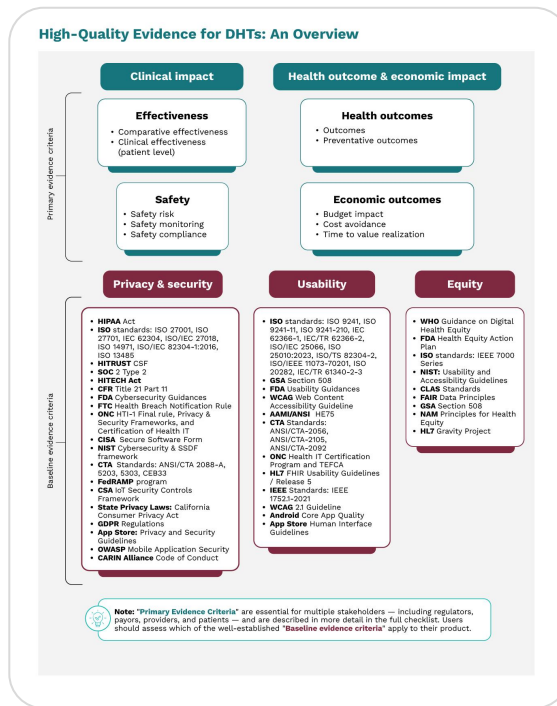 High-Quality Evidence for DHTs: An Overview
Clinical impact
Health outcome & economic impact
Primary evidence criteria
Effectiveness
• Comparative effectiveness
• Clinical effectiveness
(patient level)
Health outcomes
• Outcomes
• Preventative outcomes
Safety
• Safety risk
• Safety monitoring
• Safety compliance
Economic outcomes
• Budget impact
• Cost avoidance
• Time to value realization
Baseline evidence criteria
Privacy & security
• HIPAA Act
• ISO standards: ISO 27001, ISO
27701, IEC 62304, ISO/IEC 27018,
ISO 14971, IEC 82304-1:2016,
ISO 13485
• HITRUST CSF
• SOC 2 Type 2
• HITECH Act
• CFR Title 21 Part 11
• FDA Cybersecurity Guidances
• FTC Health Breach Notification Rule
• ONC HTI-1 Final rule, Privacy &
Security Frameworks, and
Certification of Health IT
• CISA Secure Software Form
• NIST Cybersecurity & SSDF
framework
• CTA Standards: ANSI/CTA 2088-A,
5203, 5303, CEB33
• FedRAMP program
• CSA IoT Security Controls
Framework
• State Privacy Laws: California
Consumer Privacy Act
• GDPR Regulations
• App Store: Privacy and Security
Guidelines
• OWASP Mobile Application Security
• CARIN Alliance Code of Conduct
Usability
• ISO standards: ISO 9241, ISO
9241-11, ISO 9241-210, IEC
62366-1, IEC/TR 62366-2,
ISO/IEC 25066, ISO
25010:2023, ISO/TS 82304-2,
ISO/IEEE 11073-70201, ISO
20282, IEC/TR 61340-2-3
• GSA Section 508
• FDA Usability Guidances
• WCAG Web Content
Accessibility Guideline
• AAMI/ANSI HE75
• CTA Standards:
ANSI/CTA-2056,
ANSI/CTA-2105,
ANSI/CTA-2092
• ONC Health IT Certification
Program and TEFCA
• HL7 FHIR Usability Guidelines
/ Release 5
• IEEE Standards: IEEE
1752.1-2021
• WCAG 2.1 Guideline
• Android Core App Quality
• App Store Human Interface
Guidelines
Equity
• WHO Guidance on Digital
Health Equity
• FDA Health Equity Action
Plan
• ISO standards: IEEE 7000
Series
• NIST: Usability and
Accessibility Guidelines
• CLAS Standards
• FAIR Data Principles
• GSA Section 508
• NAM Principles for Health
Equity
• HL7 Gravity Project
Note: "Primary Evidence Criteria" are essential for multiple stakeholders — including regulators,
payors, providers, and patients — and are described in more detail in the full checklist. Users
should assess which of the well-established "Baseline evidence criteria" apply to their product.